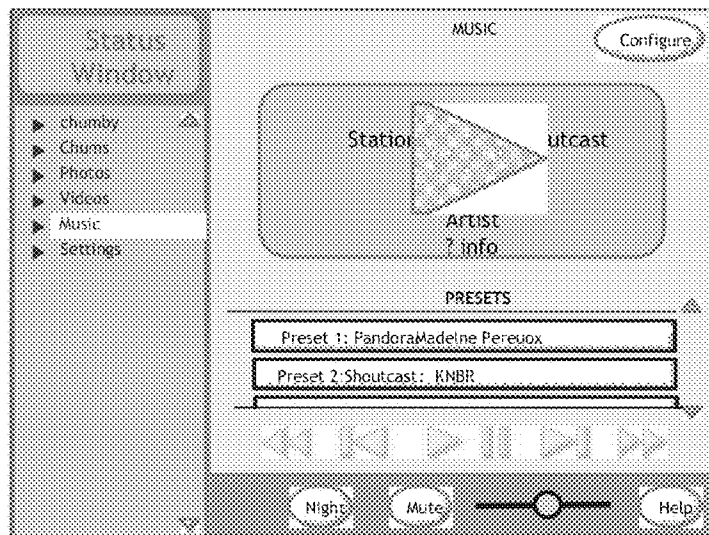 Status
Window
MUSIC
Configure
chumby
Chums
Photos
Videos
Music
Settings
Station
utcast
Artist
? info
PRESETS
Preset 1: PandoraMadelne Pereuox
Preset 2:Shoutcast: KNBR
Night
Mute
Help